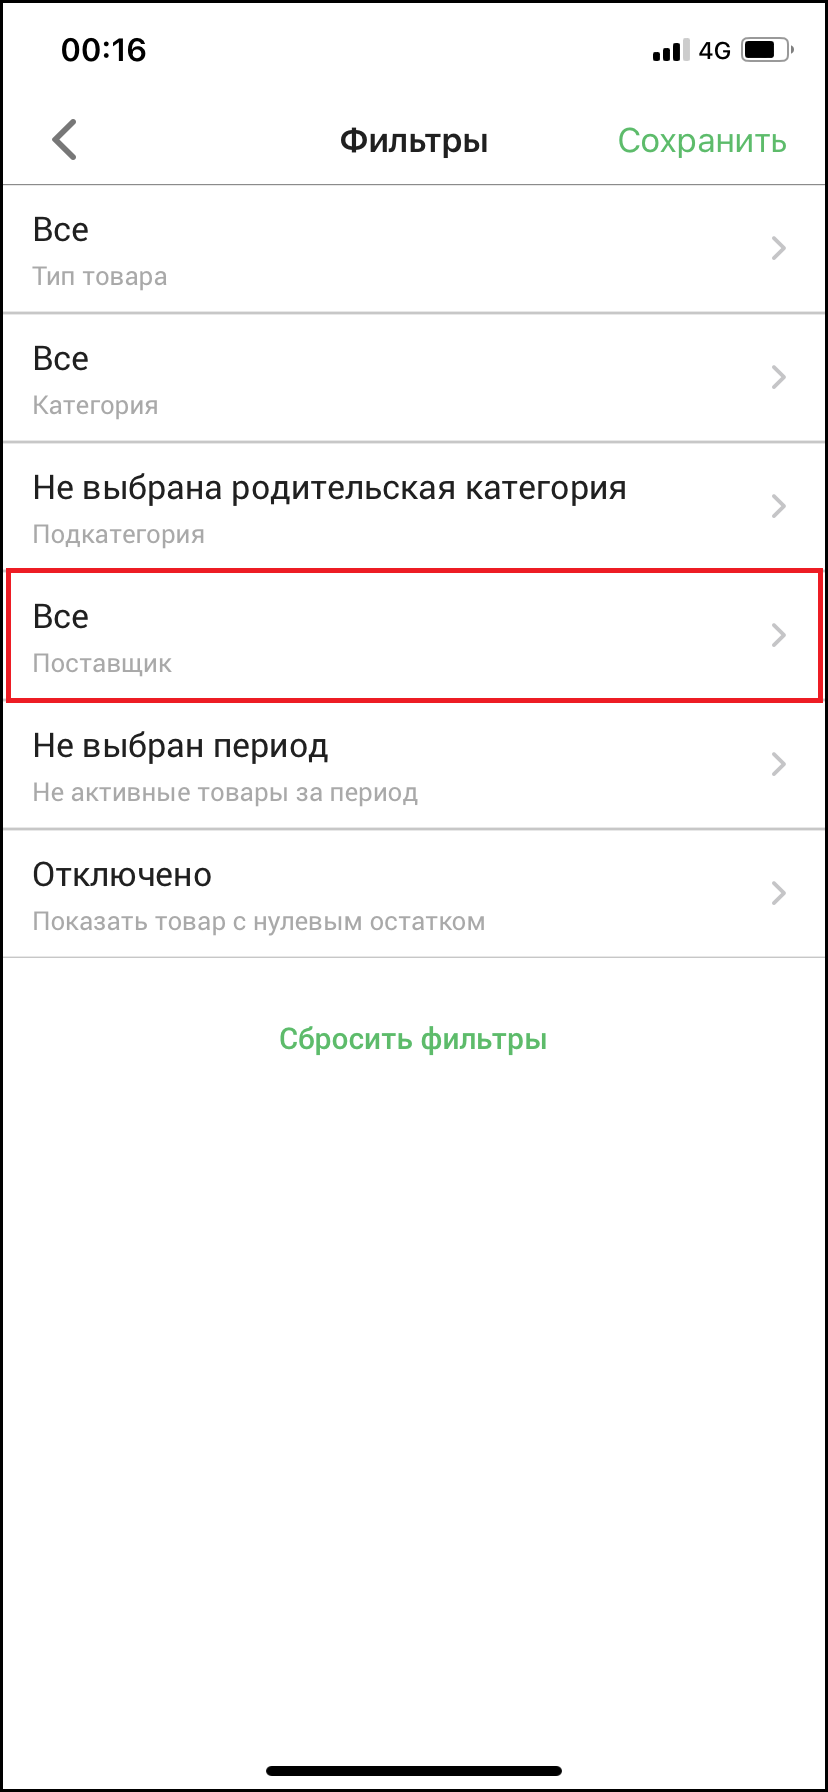 00:16
4G
Фильтры
Сохранить
Все
Тип товара
Все
Категория
Не выбрана родительская категория
Подкатегория
Все
Поставщик
Не выбран период
Не активные товары за период
Отключено
Показать товар с нулевым остатком
Сбросить фильтры